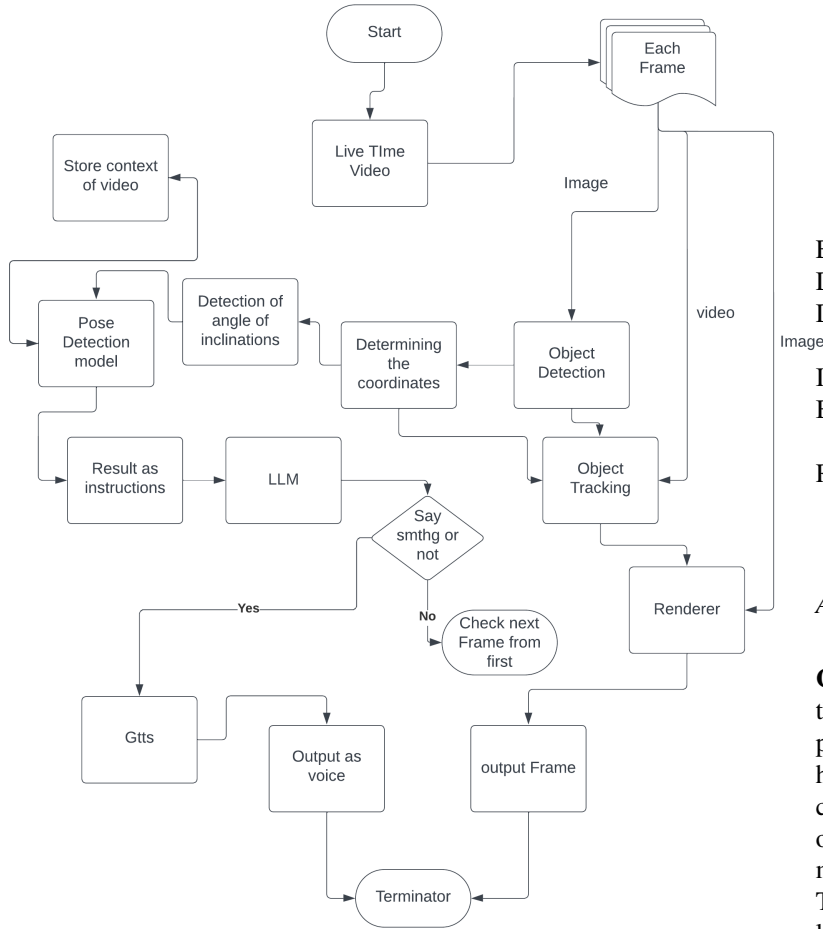 Start
Each
Frame
Live TIme
Video
Store context
of video
Image
Detection of
angle of
inclinations
video
Pose
Detection
model
Determining
the
coordinates
Object
Detection
Image
Result as
instructions
LLM
Object
Tracking
Say
smthg or
not
Yes
No
Renderer
Check next
Frame from
first
Gtts
Output as
voice
output Frame
Terminator